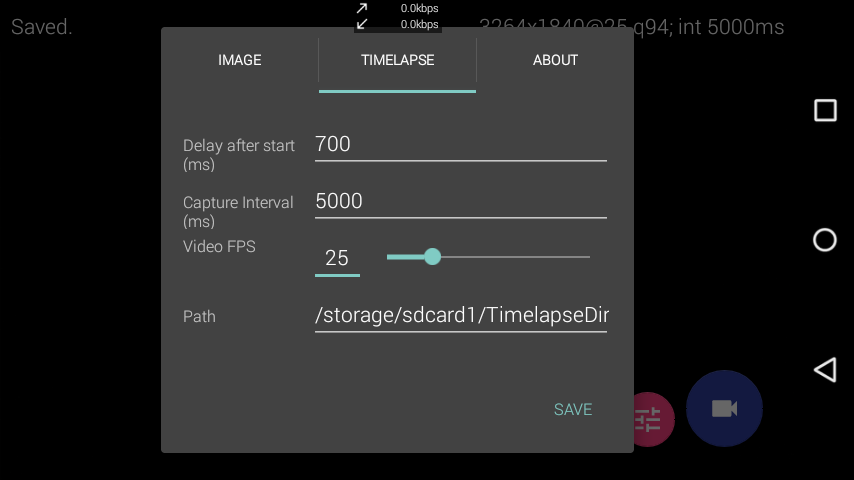 0.0kbps
0.0kbps
Saved.
3264x1840@25 q94; int 5000ms
IMAGE
TIMELAPSE
ABOUT
Delay after start
(ms)
700
Capture Interval
(ms)
5000
Video FPS
25
Path
/storage/sdcard1/TimelapseDir
SAVE